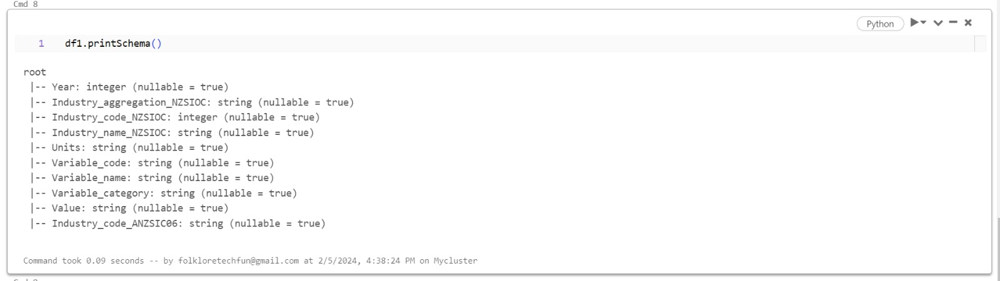 Cmd 8
Python
1 df1.printSchema()
root
|-- Year: integer (nullable = true)
|-- Industry_aggregation_NZSIOC: string (nullable = true)
|-- Industry_code_NZSIOC: integer (nullable = true)
|-- Industry_name_NZSIOC: string (nullable = true)
|-- Units: string (nullable = true)
|-- Variable_code: string (nullable = true)
|-- Variable_name: string (nullable = true)
|-- Variable_category: string (nullable = true)
|-- Value: string (nullable = true)
|-- Industry_code_ANZSIC06: string (nullable = true)
Command took 0.09 seconds -- by folkloretechfun@gmail.com at 2/5/2024, 4:38:24 PM on Mycluster